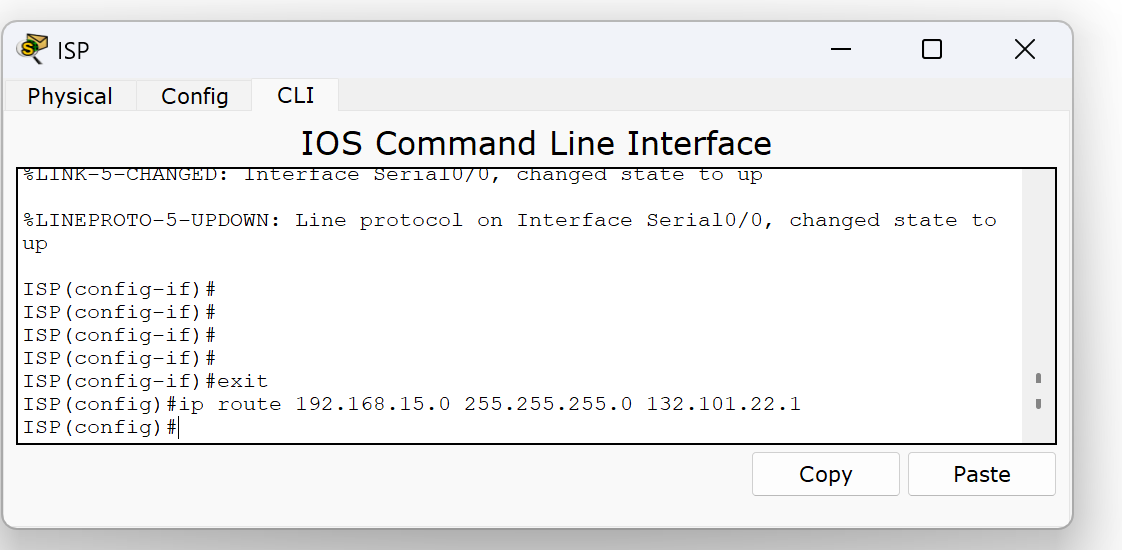 ISP
Physical Config CLI
IOS Command Line Interface
%LINK-5-CHANGED: Interface Serial0/0, changed state to up
%LINEPROTO-5-UPDOWN: Line protocol on Interface Serial0/0, changed state to
up
ISP(config-if)#
ISP(config-if)#
ISP(config-if)#
ISP(config-if)#
ISP(config-if)#exit
ISP(config)#ip route 192.168.15.0 255.255.255.0 132.101.22.1
ISP(config)#
Copy Paste